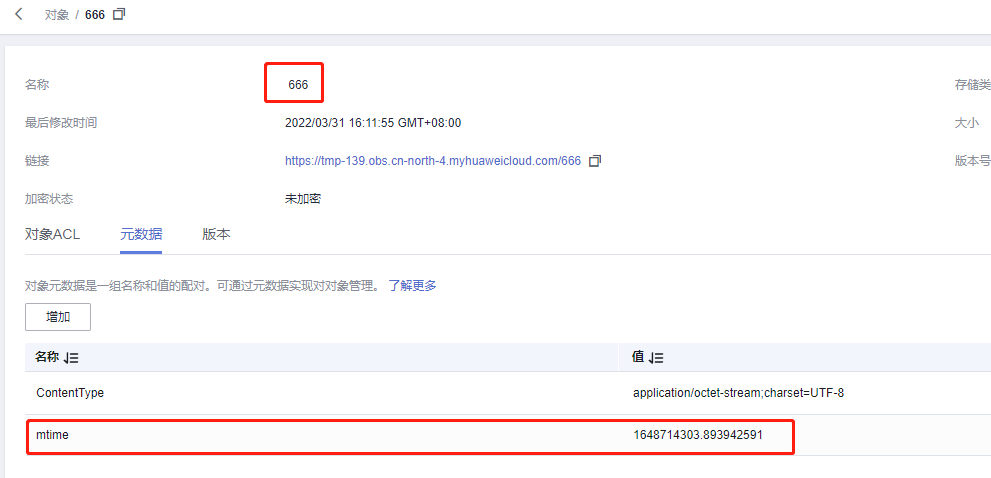 对象 / 666
名称 666 存储类
最后修改时间 2022/03/31 16:11:55 GMT+08:00 大小
链接 https://tmp-139.obs.cn-north-4.myhuaweicloud.com/666 版本号
加密状态 未加密
对象ACL 元数据 版本
对象元数据是一组名称和值的配对。可通过元数据实现对对象管理。 了解更多
增加
名称 值
ContentType application/octet-stream;charset=UTF-8
mtime 1648714303.893942591